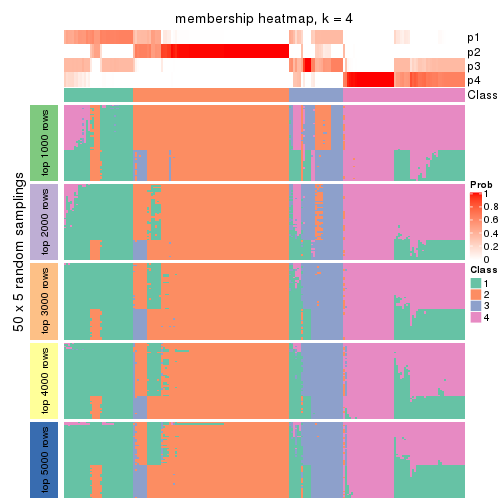 membership heatmap, k = 4
p1
p2
p3
p4
Class
50 x 5 random samplings
top 1000 rows
top 2000 rows
top 3000 rows
top 4000 rows
top 5000 rows
Prob
1
0.8
0.6
0.4
0.2
0
Class
1
2
3
4